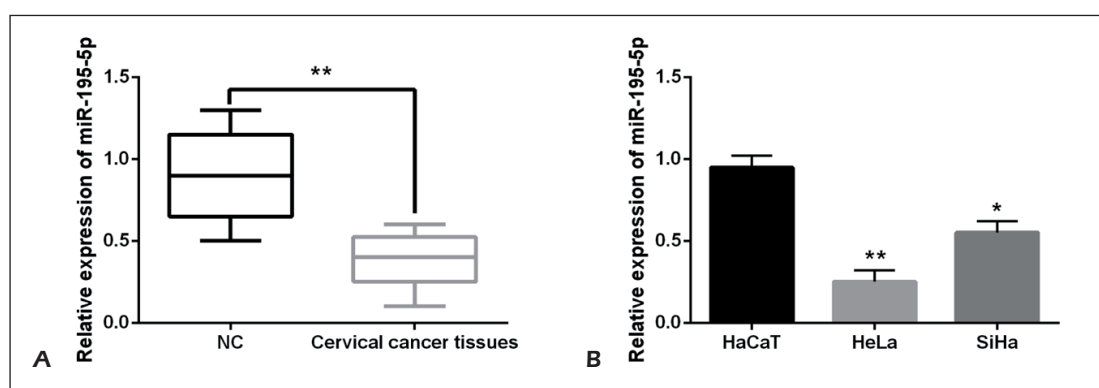 Relative expression of miR-195-5p
1.5
1.0
0.5
0.0
**
NC
Cervical cancer tissues
A
Relative expression of miR-195-5p
1.5
1.0
0.5
0.0
**
*
HaCaT
HeLa
SiHa
B